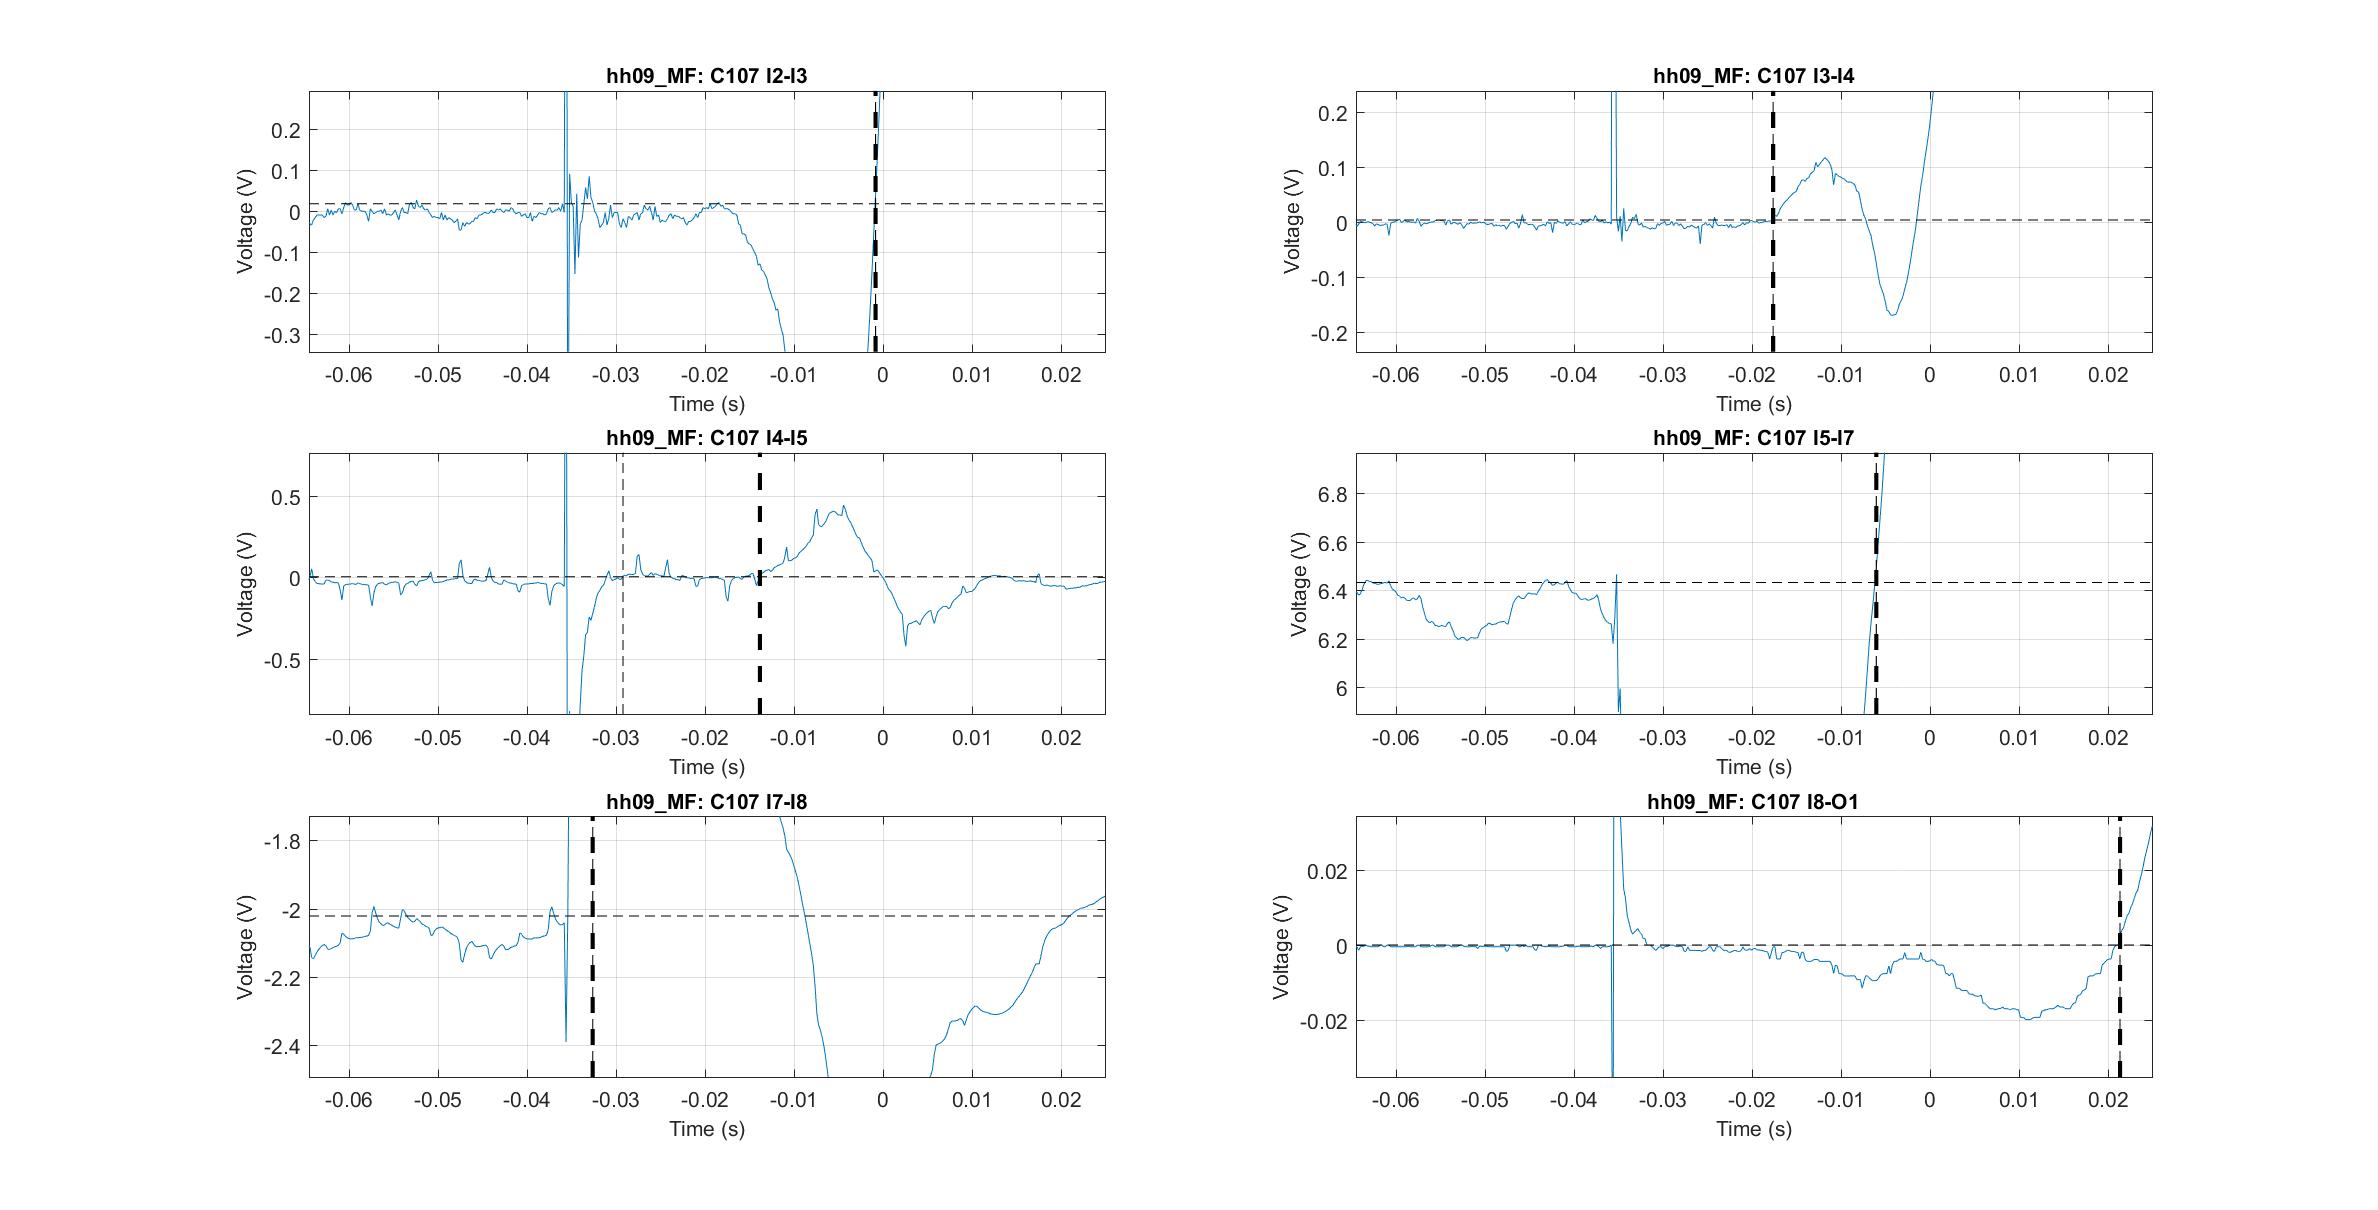 hh09_MF: C107 I2-I3
0.2
0.1
0
-0.1
-0.2
-0.3
Voltage (V)
-0.06 -0.05 -0.04 -0.03 -0.02 -0.01 0 0.01 0.02
Time (s)
hh09_MF: C107 I3-I4
0.2
0.1
0
-0.1
-0.2
Voltage (V)
-0.06 -0.05 -0.04 -0.03 -0.02 -0.01 0 0.01 0.02
Time (s)
hh09_MF: C107 I4-I5
0.5
0
-0.5
Voltage (V)
-0.06 -0.05 -0.04 -0.03 -0.02 -0.01 0 0.01 0.02
Time (s)
hh09_MF: C107 I5-I7
6.8
6.6
6.4
6.2
6
Voltage (V)
-0.06 -0.05 -0.04 -0.03 -0.02 -0.01 0 0.01 0.02
Time (s)
hh09_MF: C107 I7-I8
-1.8
-2
-2.2
-2.4
Voltage (V)
-0.06 -0.05 -0.04 -0.03 -0.02 -0.01 0 0.01 0.02
Time (s)
hh09_MF: C107 I8-O1
0.02
0
-0.02
Voltage (V)
-0.06 -0.05 -0.04 -0.03 -0.02 -0.01 0 0.01 0.02
Time (s)